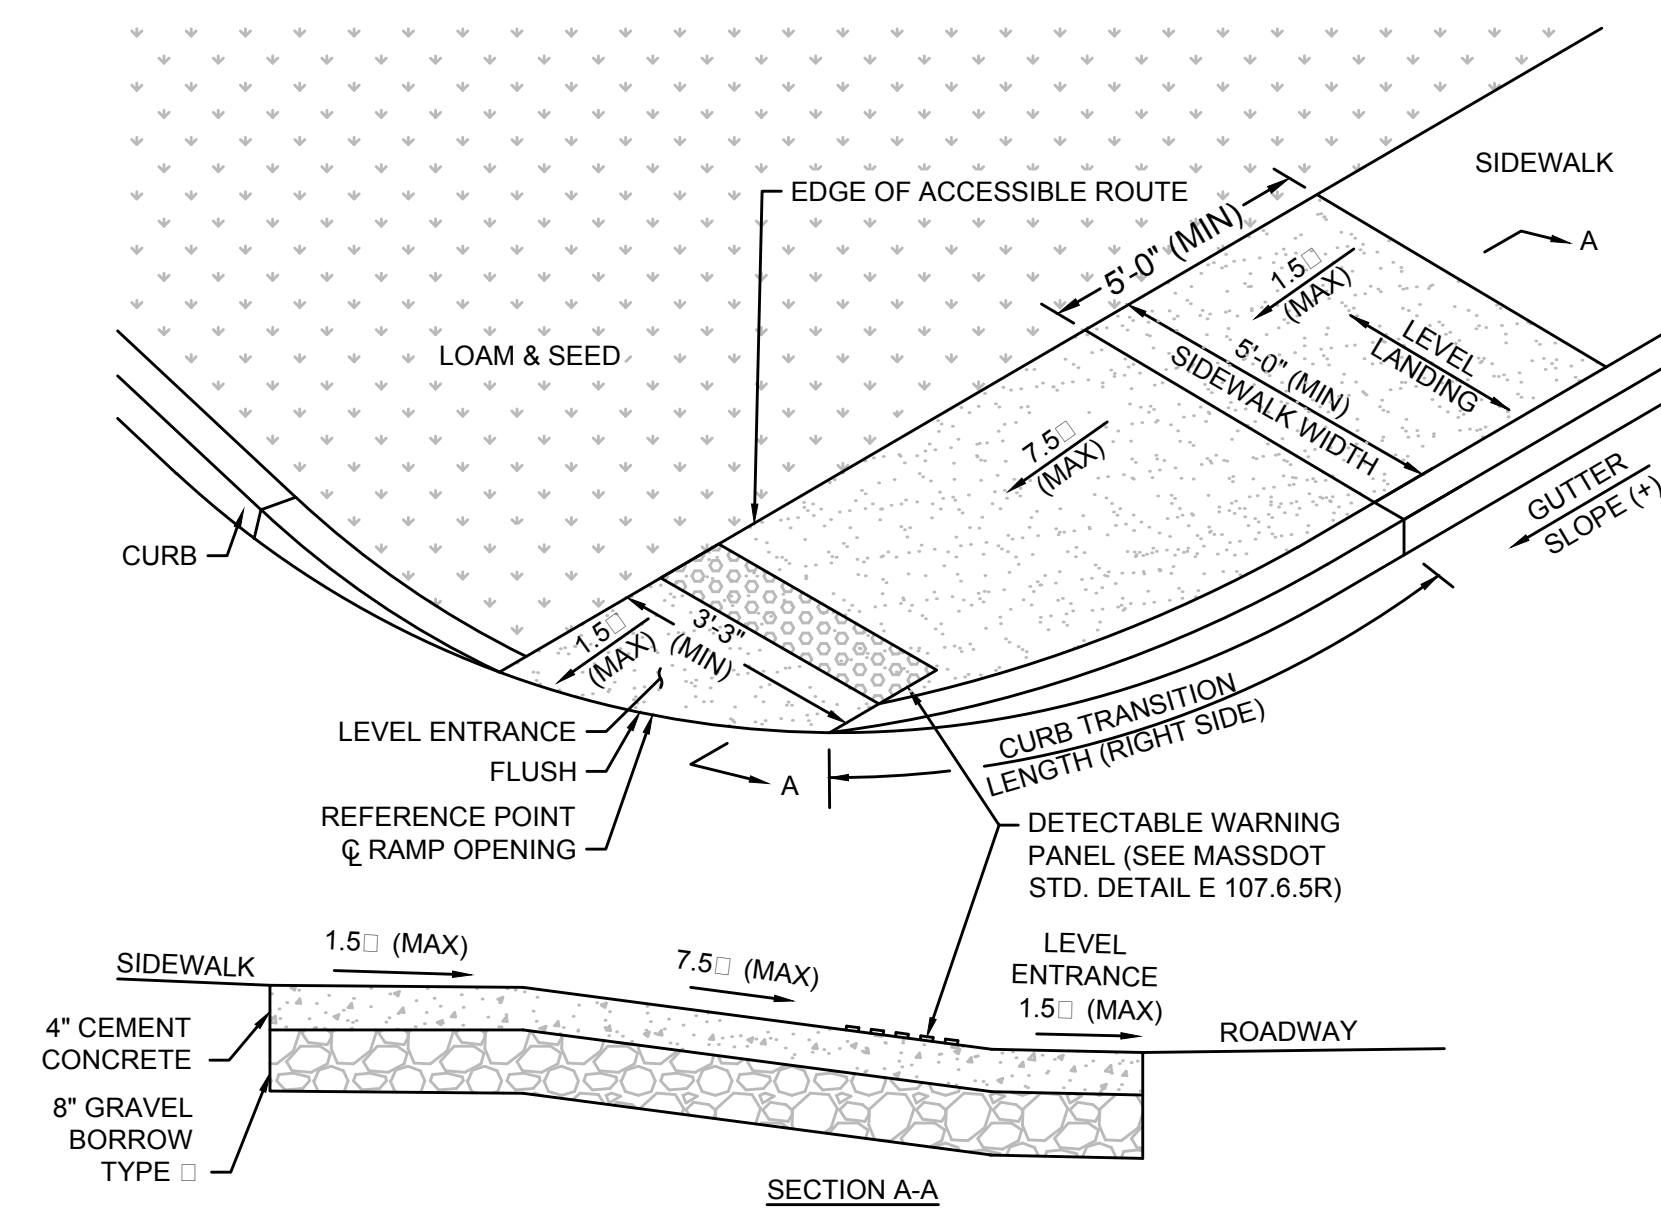 SIDEWALK
EDGE OF ACCESSIBLE ROUTE
5'-0" (MIN)
A
1.5□
(MAX)
LEVEL
LANDING
5'-0" (MIN)
SIDEWALK WIDTH
LOAM & SEED
7.5□
(MAX)
GUTTER
SLOPE (+)
CURB
1.5□
(MAX)
3'-3"
(MIN)
LEVEL ENTRANCE
FLUSH
REFERENCE POINT
℄ RAMP OPENING
A
CURB TRANSITION
LENGTH (RIGHT SIDE)
DETECTABLE WARNING
PANEL (SEE MASSDOT
STD. DETAIL E 107.6.5R)
SIDEWALK
1.5□ (MAX)
7.5□ (MAX)
LEVEL
ENTRANCE
1.5□ (MAX)
ROADWAY
4" CEMENT
CONCRETE
8" GRAVEL
BORROW
TYPE □
SECTION A-A